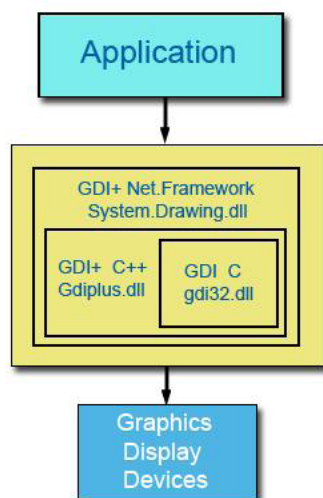 Application
GDI+ Net.Framework
System.Drawing.dll
GDI+ C++
Gdiplus.dll
GDI C
gdi32.dll
Graphics
Display
Devices